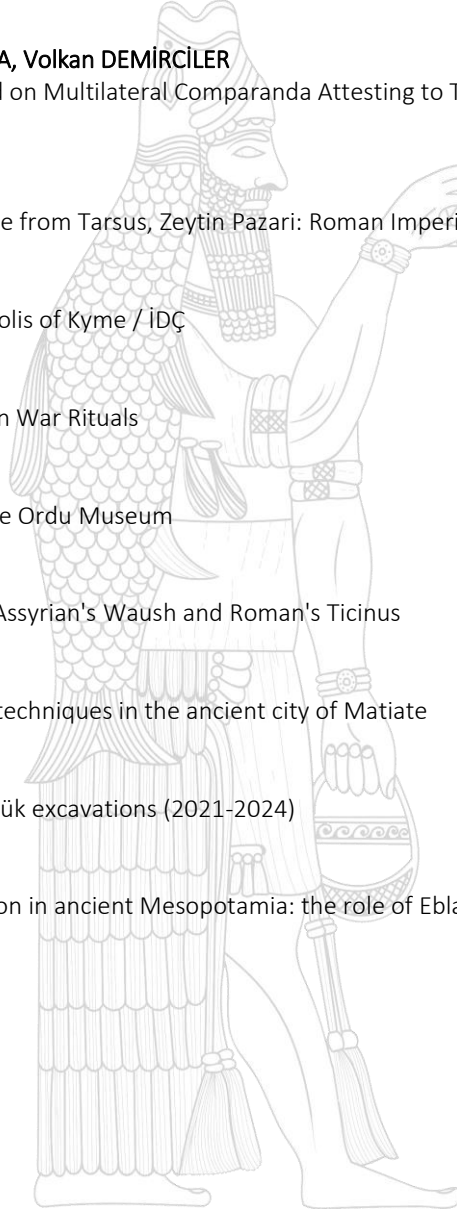 A, Volkan DEMİRCİLER
on Multilateral Comparanda Attesting to T
e from Tarsus, Zeytin Pazari: Roman Imperi
olis of Kyme / İDÇ
War Rituals
e Ordu Museum
Assyrian's Waush and Roman's Ticinus
techniques in the ancient city of Matiate
ük excavations (2021-2024)
on in ancient Mesopotamia: the role of Ebla